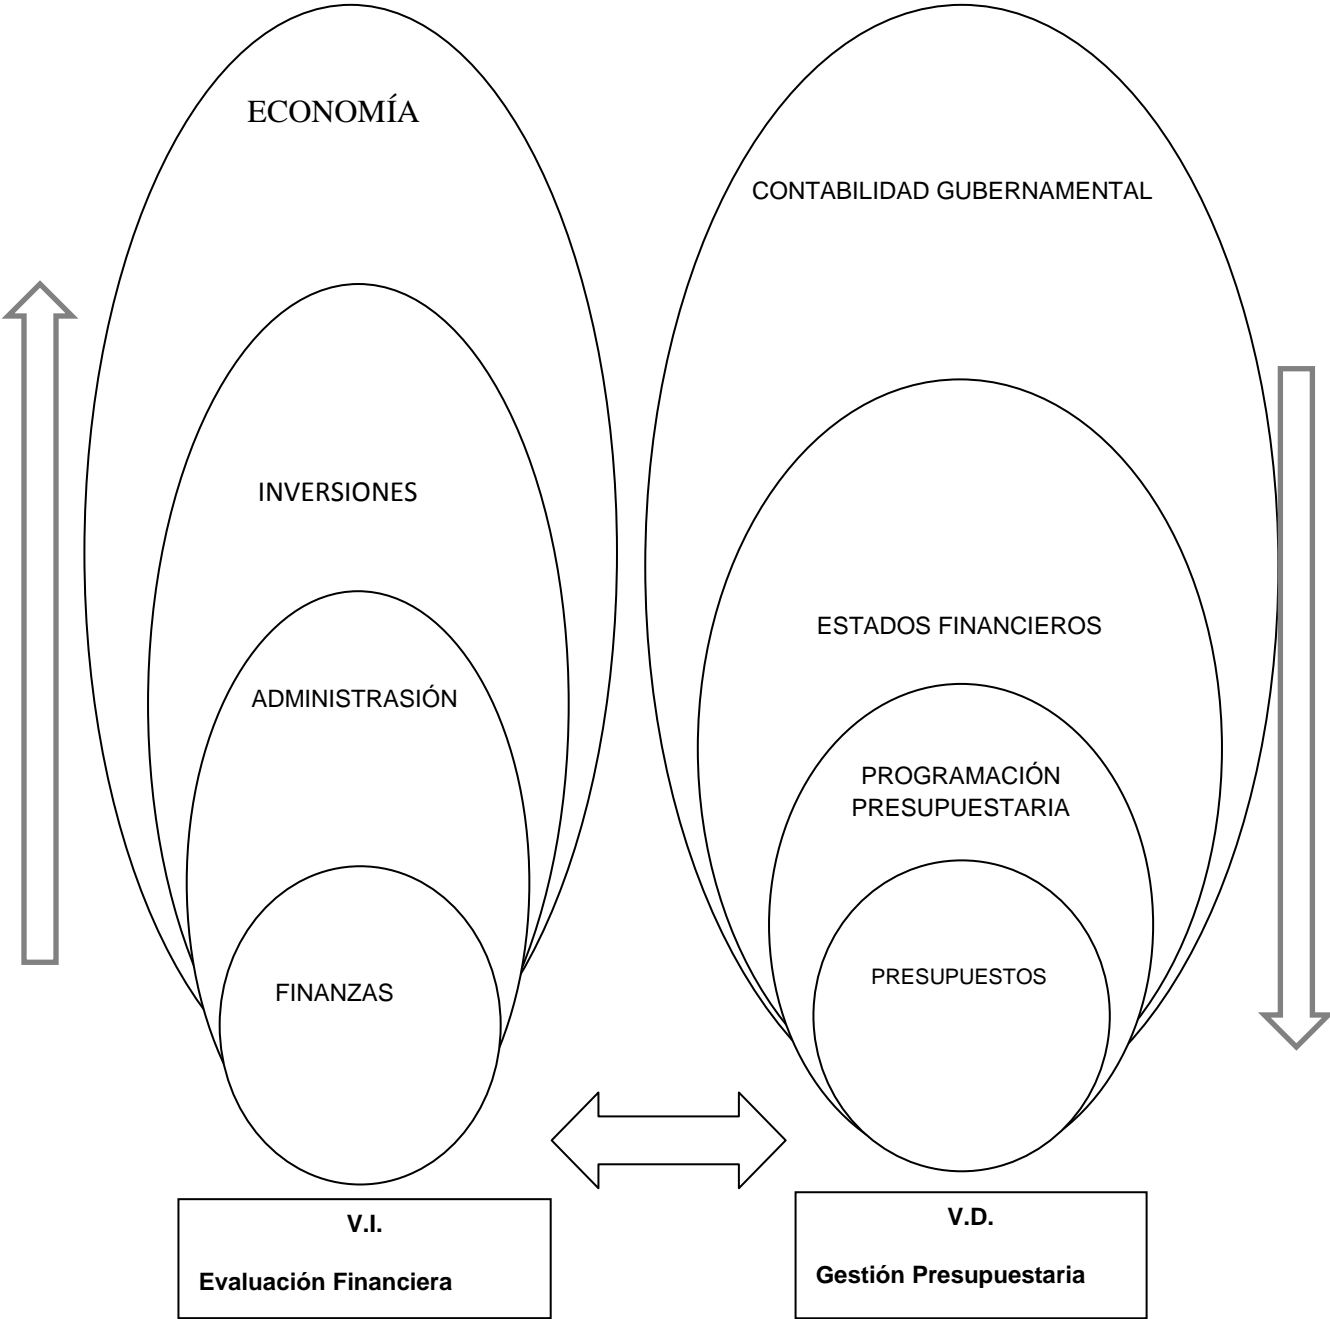 ECONOMÍA
INVERSIONES
ADMINISTRASIÓN
FINANZAS
V.I.
Evaluación Financiera
CONTABILIDAD GUBERNAMENTAL
ESTADOS FINANCIEROS
PROGRAMACIÓN
PRESUPUESTARIA
PRESUPUESTOS
V.D.
Gestión Presupuestaria